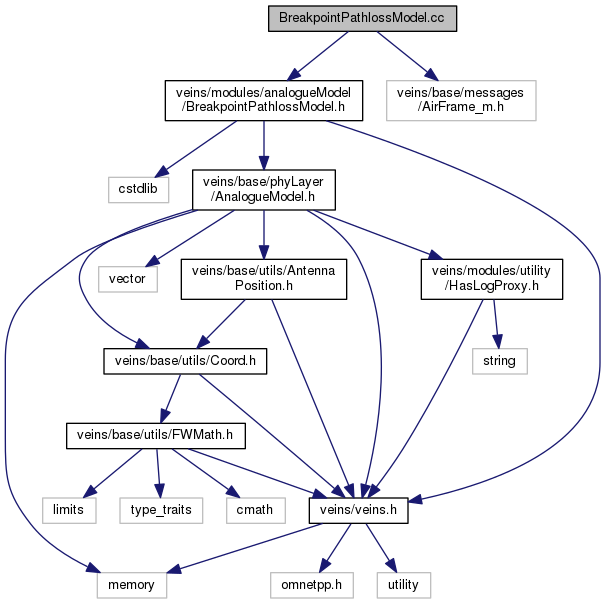 BreakpointPathlossModel.cc
veins/modules/analogueModel
/BreakpointPathlossModel.h
veins/base/messages
/AirFrame_m.h
cstdlib
veins/base/phyLayer
/AnalogueModel.h
vector
veins/base/utils/Antenna
Position.h
veins/modules/utility
/HasLogProxy.h
veins/base/utils/Coord.h
string
veins/base/utils/FWMath.h
limits
type_traits
cmath
veins/veins.h
memory
omnetpp.h
utility